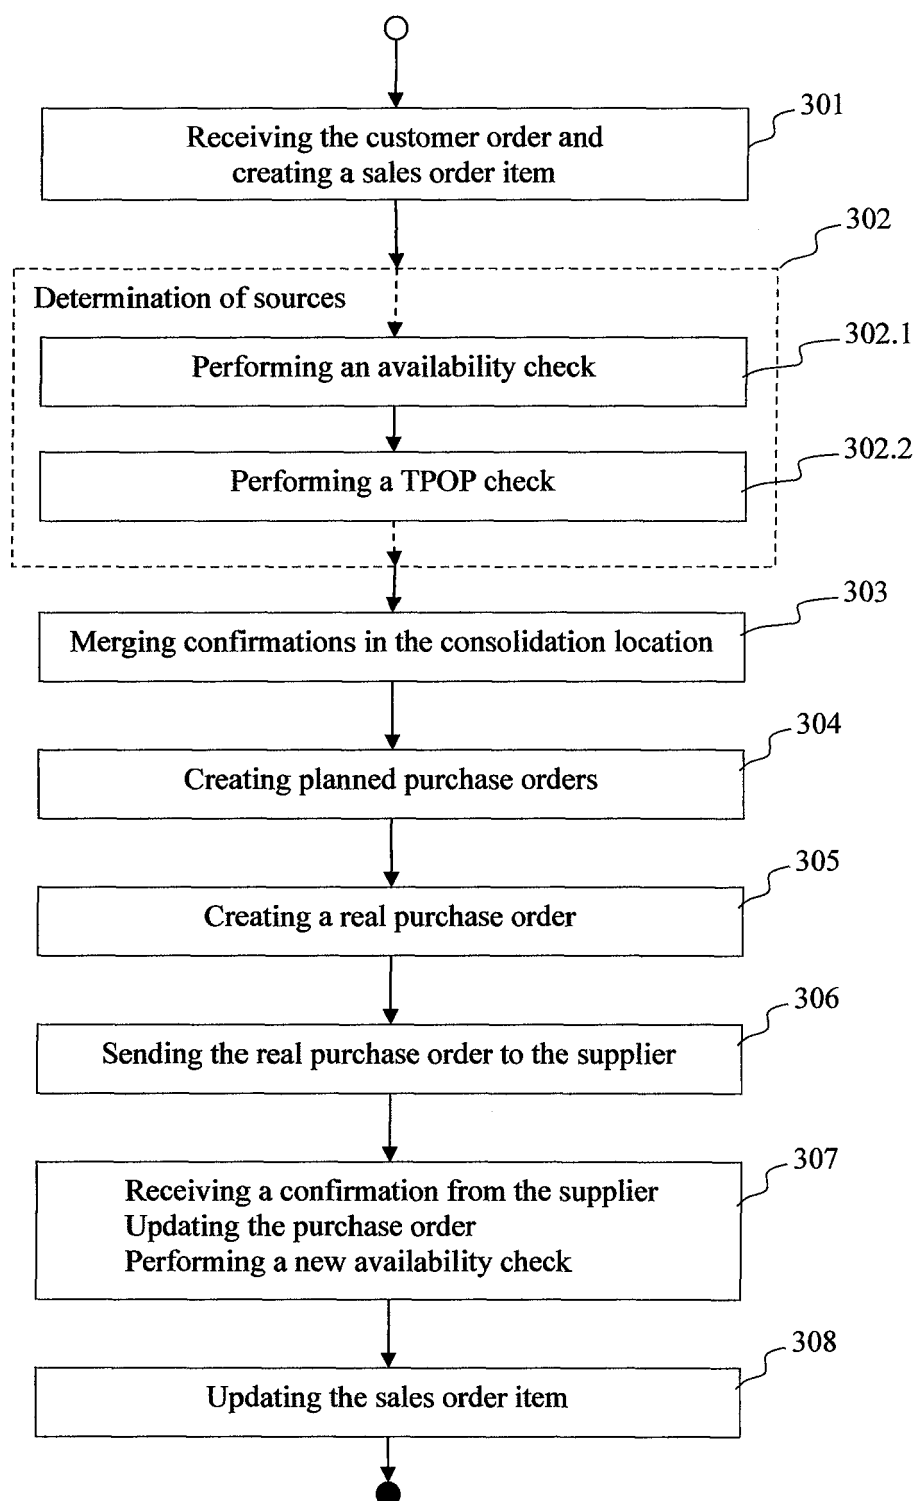 301
Receiving the customer order and
creating a sales order item
302
Determination of sources
302.1
Performing an availability check
302.2
Performing a TPOP check
303
Merging confirmations in the consolidation location
304
Creating planned purchase orders
305
Creating a real purchase order
306
Sending the real purchase order to the supplier
307
Receiving a confirmation from the supplier
Updating the purchase order
Performing a new availability check
308
Updating the sales order item